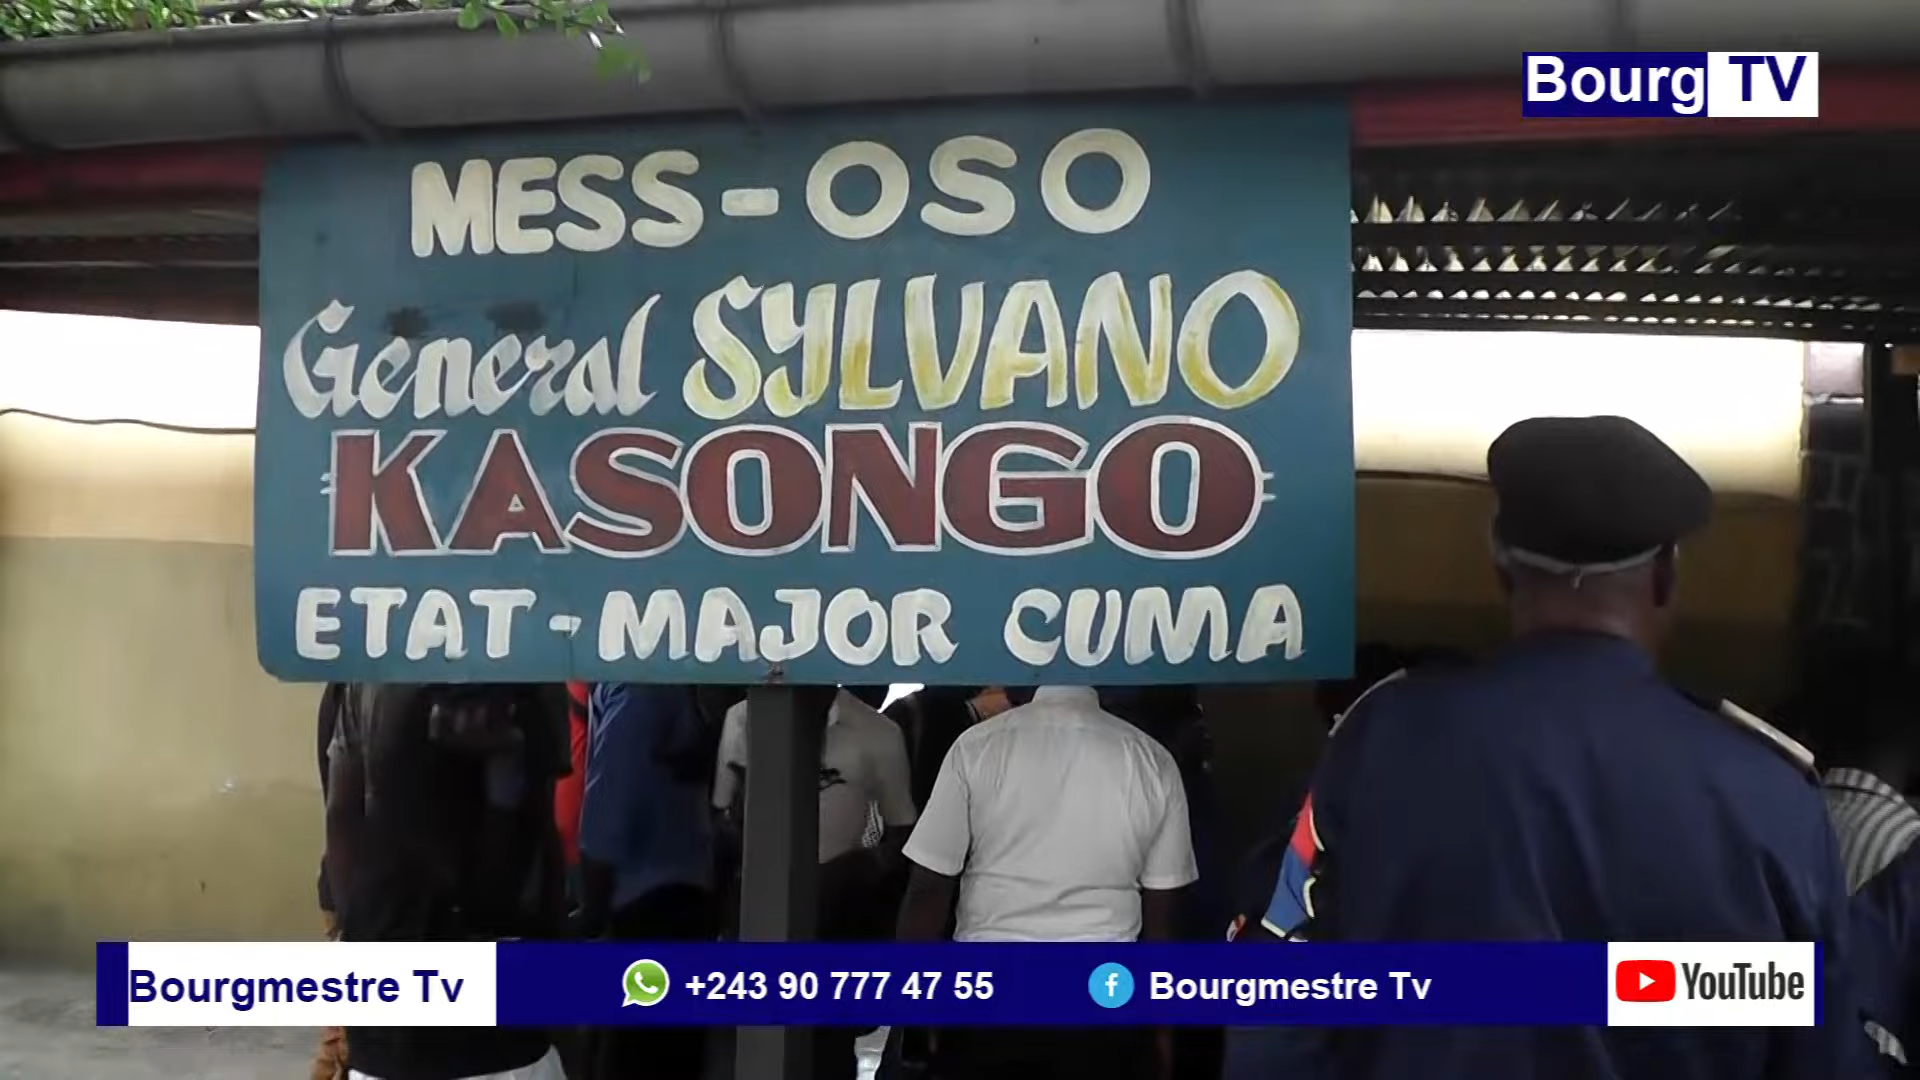 Bourg TV
MESS-OSO
General SYLVANO
KASONGO
ETAT-MAJOR CUMA
Bourgmestre Tv
+243 90 777 47 55
Bourgmestre Tv
YouTube